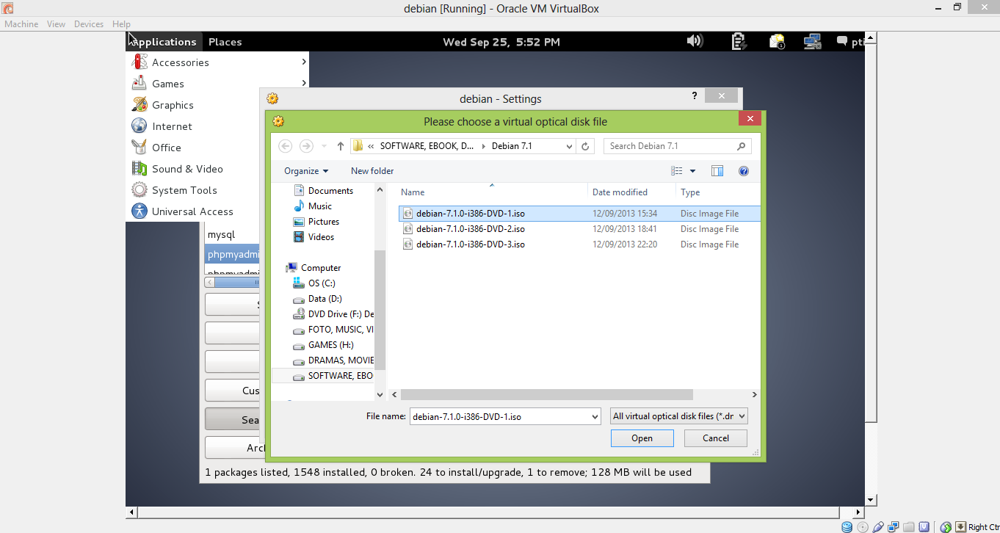 debian [Running] - Oracle VM VirtualBox
Machine View Devices Help
Applications Places Wed Sep 25, 5:52 PM
Accessories
Games
Graphics
Internet
Office
Sound & Video
System Tools
Universal Access
debian - Settings
?
Please choose a virtual optical disk file
« SOFTWARE, EBOOK, D... Debian 7.1 Search Debian 7.1
Organize New folder
Documents
Music
Pictures
Videos
Computer
OS (C:)
Data (D:)
DVD Drive (F:) De
FOTO, MUSIC, VI
GAMES (H:)
DRAMAS, MOVIE
SOFTWARE, EBO
Name Date modified Type
debian-7.1.0-i386-DVD-1.iso 12/09/2013 15:34 Disc Image File
debian-7.1.0-i386-DVD-2.iso 12/09/2013 18:41 Disc Image File
debian-7.1.0-i386-DVD-3.iso 12/09/2013 22:20 Disc Image File
File name: debian-7.1.0-i386-DVD-1.iso All virtual optical disk files (*.dr
Open Cancel
mysql
phpmyadmi
Cus
Sea
Arc
1 packages listed, 1548 installed, 0 broken. 24 to install/upgrade, 1 to remove; 128 MB will be used
Right Ctr